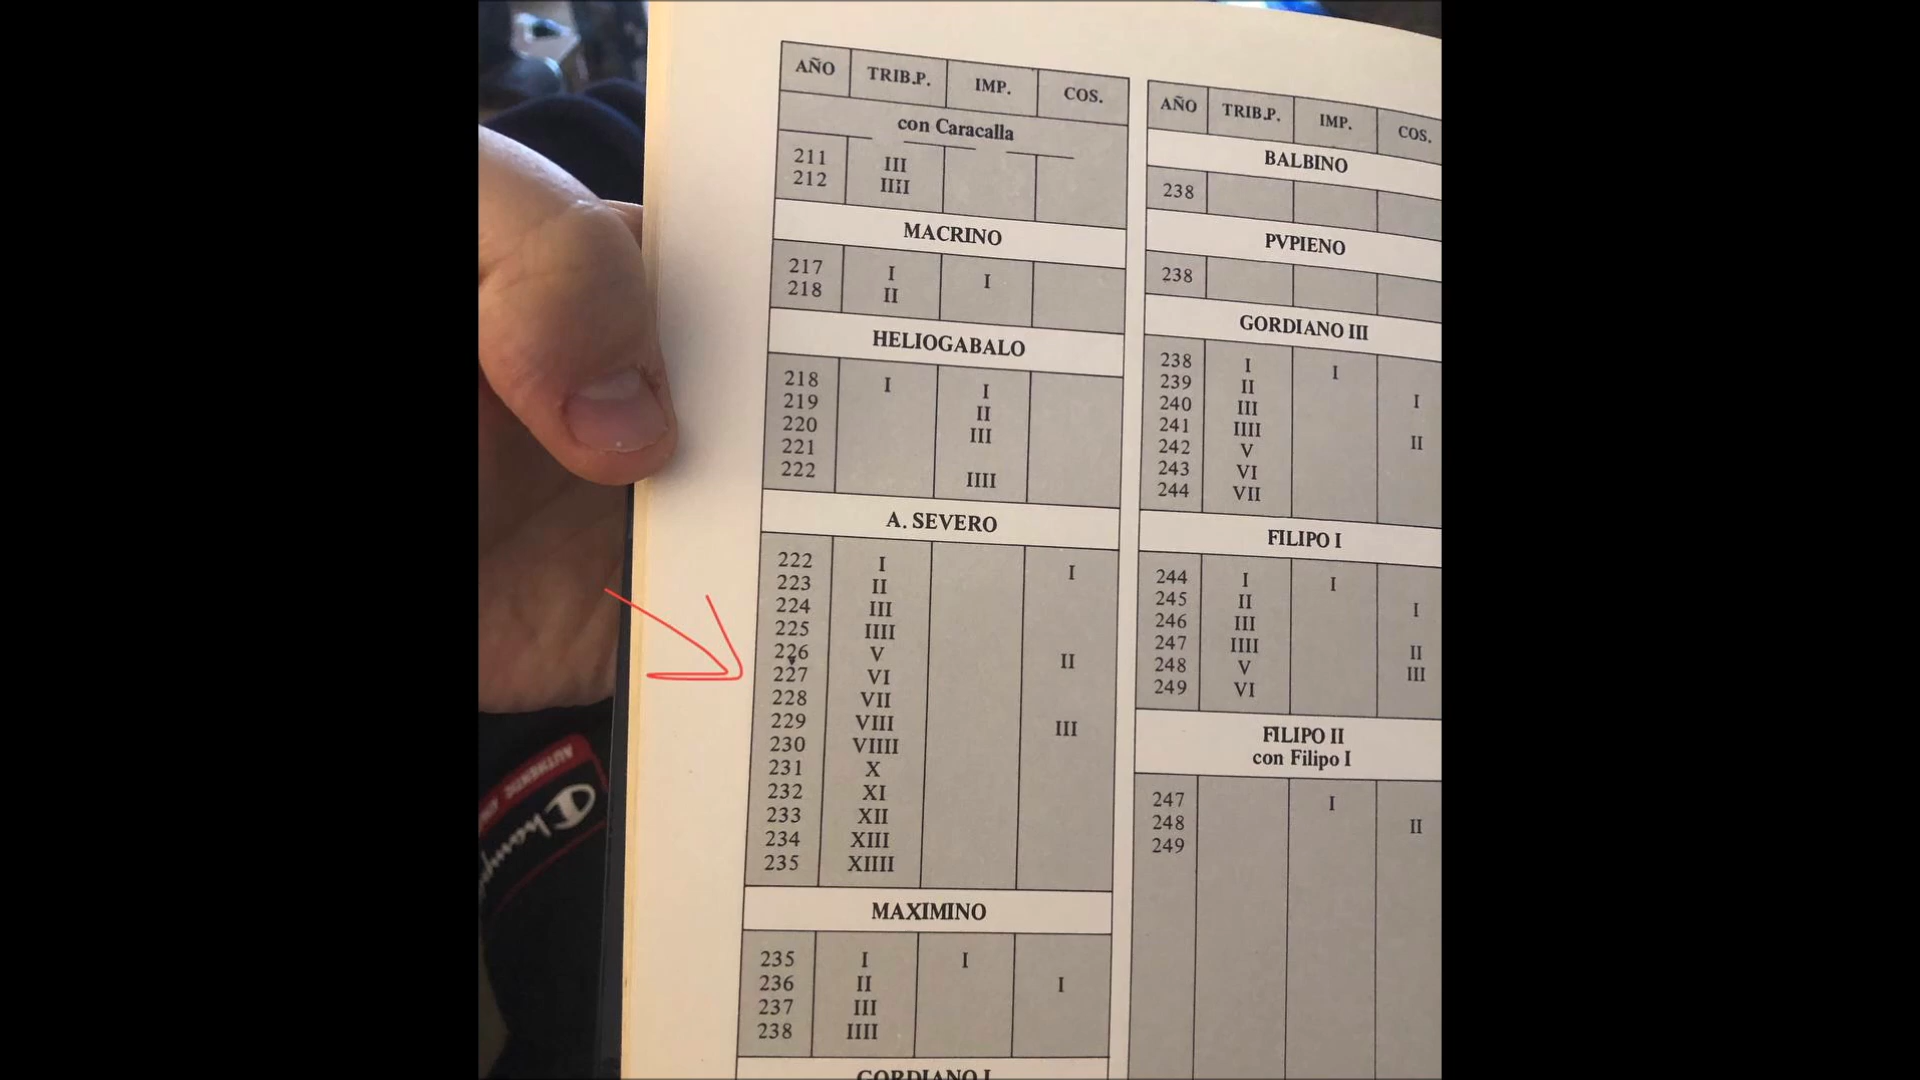 AÑO TRIB.P. IMP. COS.
con Caracalla
211 III
212 IIII
MACRINO
217 I I
218 II
HELIOGABALO
218 I I
219 II
220 III
221
222 IIII
A. SEVERO
222 I I
223 II
224 III
225 IIII
226 V II
227 VI
228 VII
229 VIII III
230 VIIII
231 X
232 XI
233 XII
234 XIII
235 XIIII
MAXIMINO
235 I I
236 II I
237 III
238 IIII
GORDIANO I
AÑO TRIB.P. IMP. COS.
BALBINO
238
PVPIENO
238
GORDIANO III
238 I I
239 II I
240 III
241 IIII II
242 V
243 VI
244 VII
FILIPO I
244 I I
245 II I
246 III
247 IIII II
248 V III
249 VI
FILIPO II
con Filipo I
247 I
248 II
249
AUTHENTIC
Champ